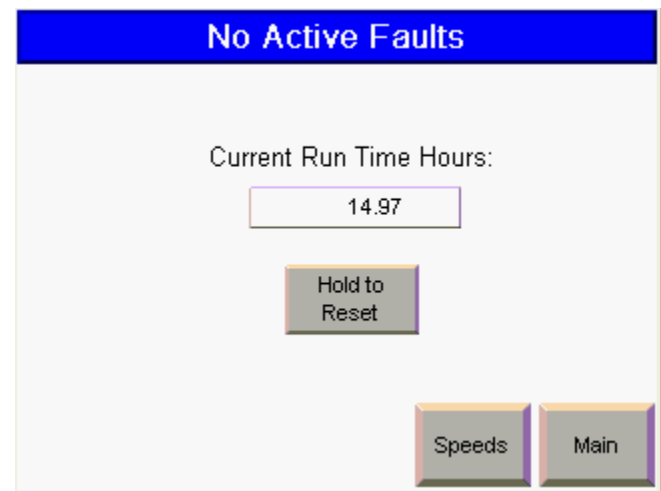 No Active Faults
Current Run Time Hours:
14.97
Hold to
Reset
Speeds
Main